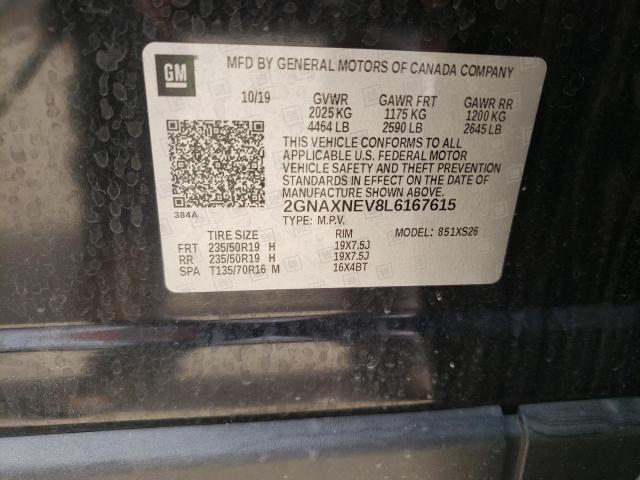 GM
MFD BY GENERAL MOTORS OF CANADA COMPANY
10/19 GVWR GAWR FRT GAWR RR
2025 KG 1175 KG 1200 KG
4464 LB 2590 LB 2645 LB
THIS VEHICLE CONFORMS TO ALL
APPLICABLE U.S. FEDERAL MOTOR
VEHICLE SAFETY AND THEFT PREVENTION
STANDARDS IN EFFECT ON THE DATE OF
MANUFACTURE SHOWN ABOVE.
384A
2GNAXNEV8L6167615
TYPE: M.P.V. MODEL: 851XS26
TIRE SIZE RIM
FRT 235/50R19 H 19X7.5J
RR 235/50R19 H 19X7.5J
SPA T135/70R16 M 16X4BT